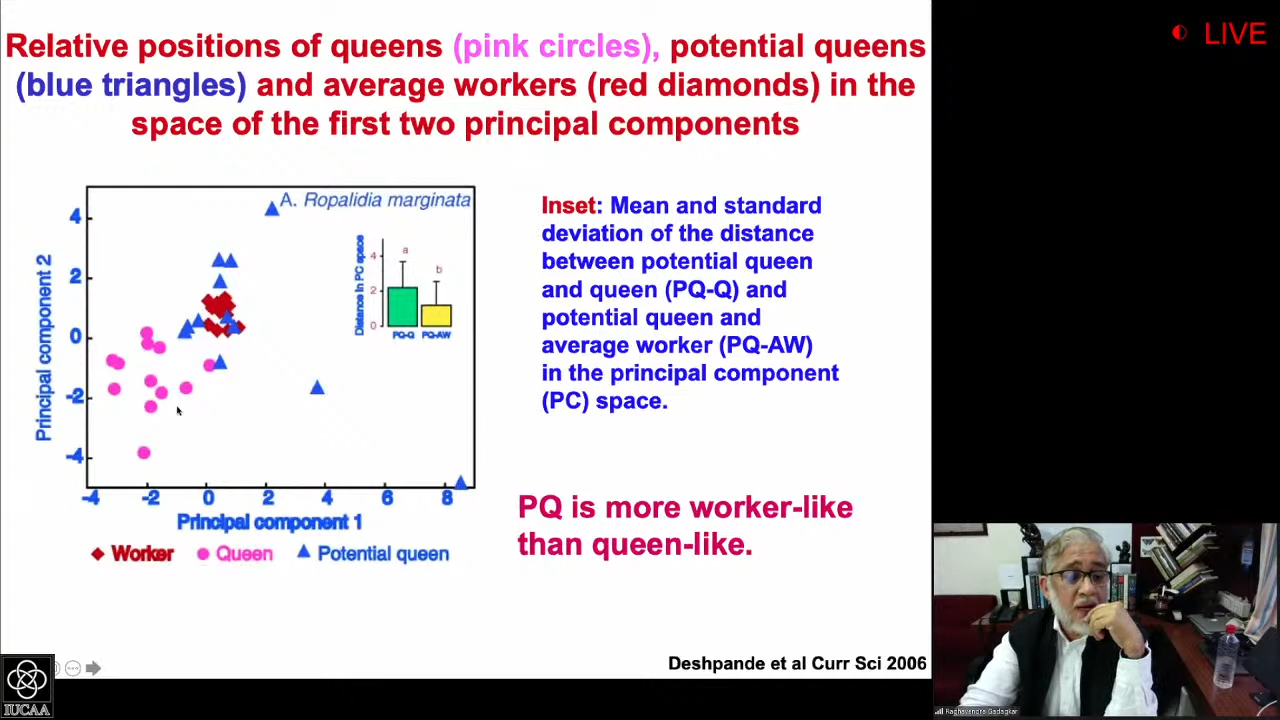 Relative positions of queens (pink circles), potential queens
(blue triangles) and average workers (red diamonds) in the
space of the first two principal components
LIVE
A. Ropalidia marginata
4
2
0
-2
-4
Principal component 2
-4
-2
0
2
4
6
8
Principal component 1
Distance in PC space
4
2
0
a
b
PQ-Q
PQ-AW
Worker
Queen
Potential queen
Inset: Mean and standard
deviation of the distance
between potential queen
and queen (PQ-Q) and
potential queen and
average worker (PQ-AW)
in the principal component
(PC) space.
PQ is more worker-like
than queen-like.
Deshpande et al Curr Sci 2006
IUCAA
Raghavendra Gadagkar